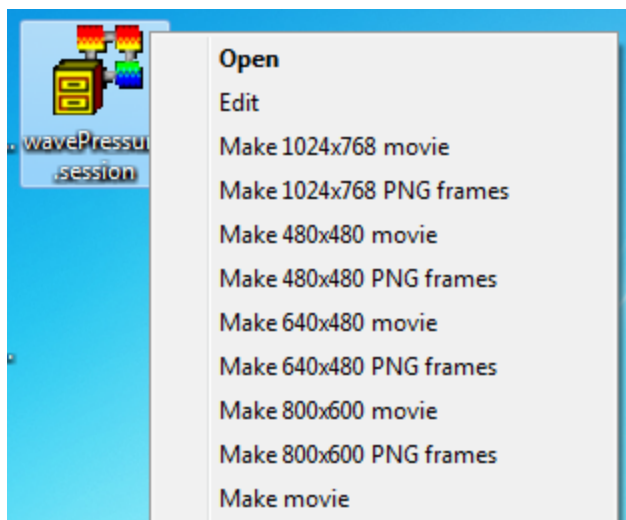 wavePressu
.session
Open
Edit
Make 1024x768 movie
Make 1024x768 PNG frames
Make 480x480 movie
Make 480x480 PNG frames
Make 640x480 movie
Make 640x480 PNG frames
Make 800x600 movie
Make 800x600 PNG frames
Make movie